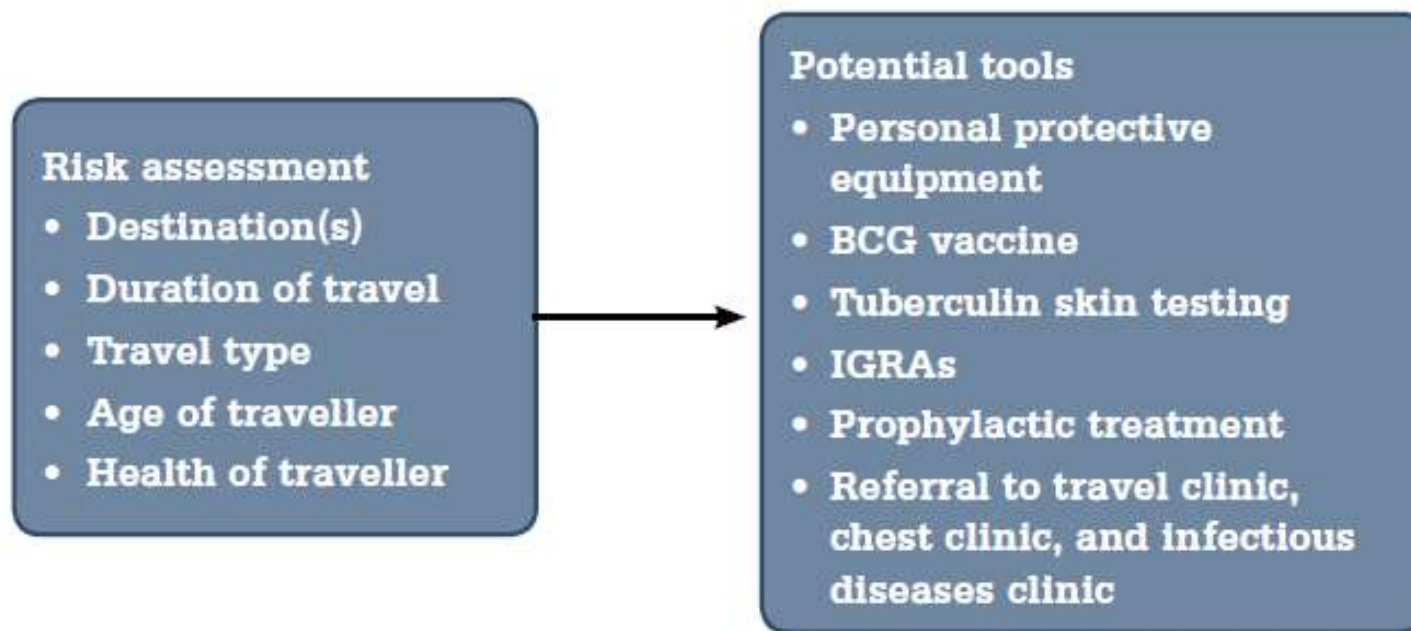 Risk assessment
• Destination(s)
• Duration of travel
• Travel type
• Age of traveller
• Health of traveller
Potential tools
• Personal protective
equipment
• BCG vaccine
• Tuberculin skin testing
• IGRAs
• Prophylactic treatment
• Referral to travel clinic,
chest clinic, and infectious
diseases clinic